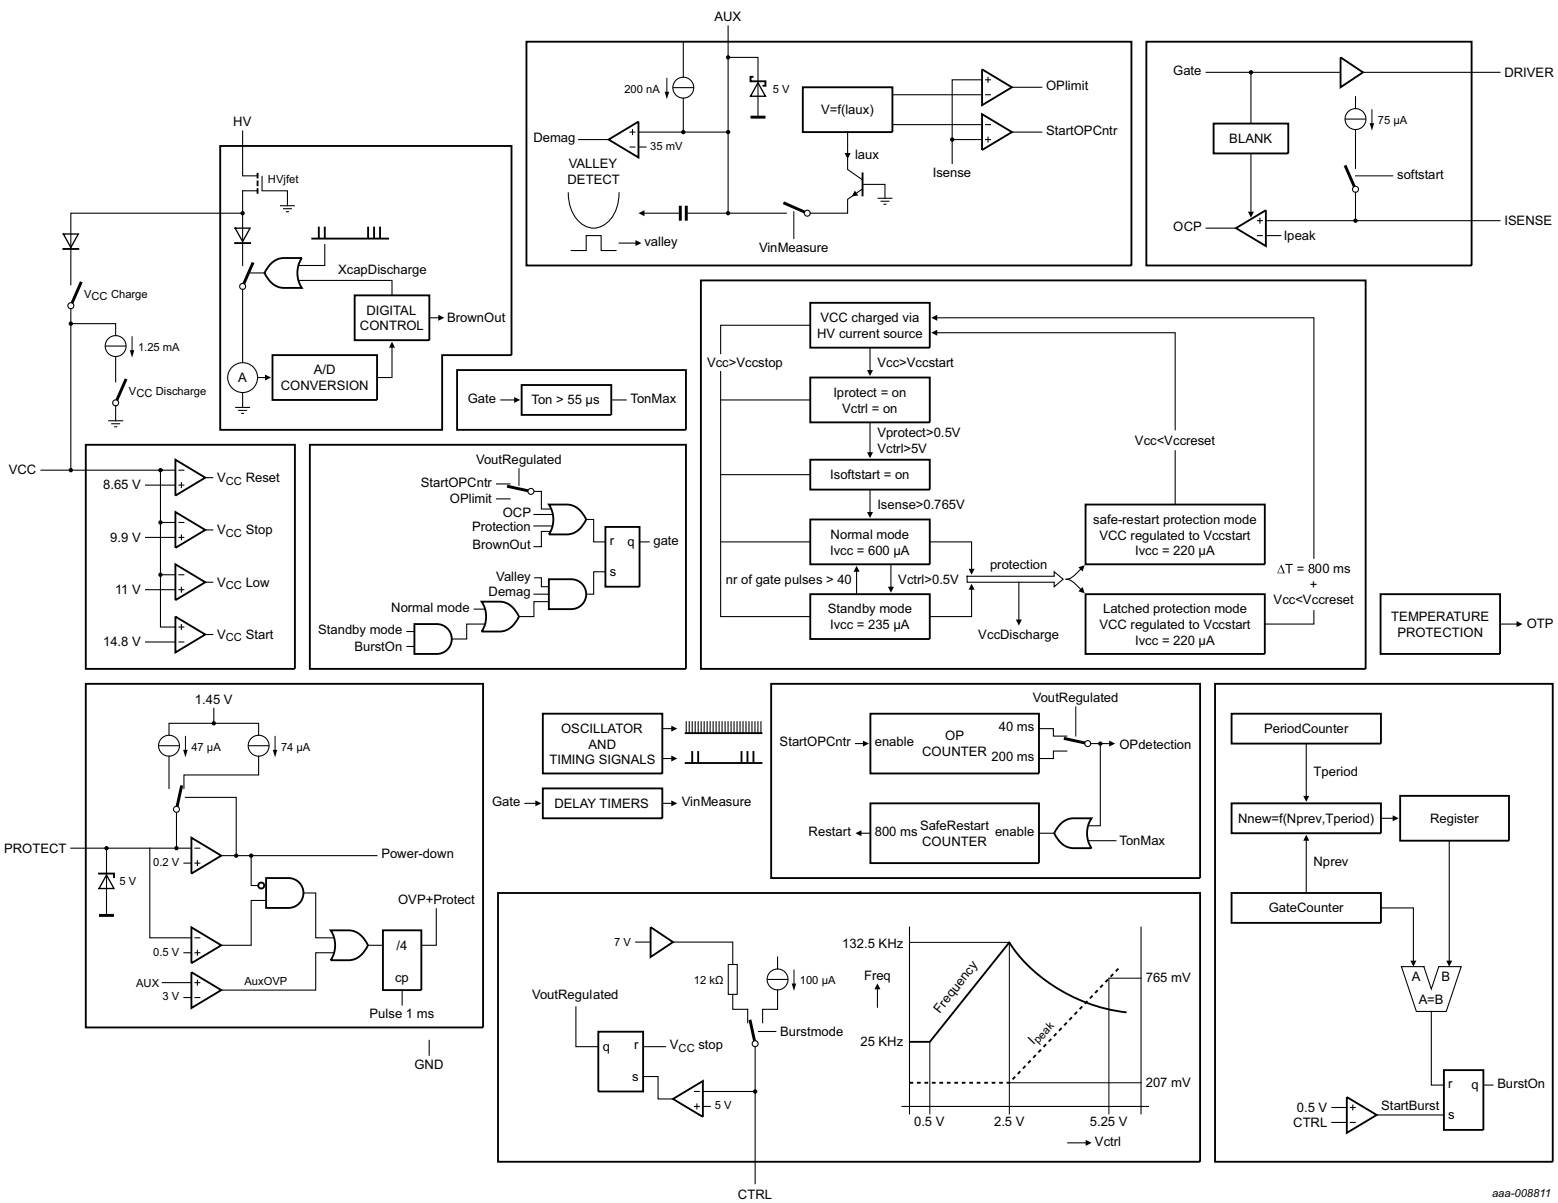 AUX
200 nA
5 V
Demag
+
−
35 mV
VALLEY
DETECT
valley
V=f(Iaux)
Iaux
VinMeasure
+
−
OPlimit
−
+
StartOPCntr
Isense
Gate
DRIVER
75 µA
BLANK
softstart
OCP
+
−
Ipeak
ISENSE
HV
HVjfet
XcapDischarge
DIGITAL
CONTROL
BrownOut
A
A/D
CONVERSION
VCC Charge
1.25 mA
VCC Discharge
Gate
Ton > 55 µs
TonMax
VCC
8.65 V
−
+
VCC Reset
9.9 V
−
+
VCC Stop
11 V
−
+
VCC Low
14.8 V
+
−
VCC Start
VoutRegulated
StartOPCntr
OPlimit
OCP
Protection
BrownOut
r
q
s
gate
Valley
Demag
Normal mode
Standby mode
BurstOn
VCC charged via
HV current source
Vcc>Vccstop
Vcc>Vccstart
Iprotect = on
Vctrl = on
Vprotect>0.5V
Vctrl>5V
Isoftstart = on
Isense>0.765V
Normal mode
Ivcc = 600 µA
nr of gate pulses > 40
Vctrl>0.5V
Standby mode
Ivcc = 235 µA
protection
VccDischarge
Vcc<Vccreset
safe-restart protection mode
VCC regulated to Vccstart
Ivcc = 220 µA
Latched protection mode
VCC regulated to Vccstart
Ivcc = 220 µA
ΔT = 800 ms
+
Vcc<Vccreset
TEMPERATURE
PROTECTION
OTP
1.45 V
47 µA
74 µA
PROTECT
5 V
0.2 V
−
+
Power-down
0.5 V
−
+
AUX
3 V
+
−
AuxOVP
OVP+Protect
/4
cp
Pulse 1 ms
GND
OSCILLATOR
AND
TIMING SIGNALS
Gate
DELAY TIMERS
VinMeasure
VoutRegulated
StartOPCntr
enable
OP
COUNTER
40 ms
200 ms
OPdetection
Restart
800 ms
SafeRestart
COUNTER
enable
TonMax
7 V
12 kΩ
100 µA
VoutRegulated
Burstmode
q
r
s
VCC stop
−
+
5 V
CTRL
132.5 KHz
Freq
25 KHz
Frequency
Ipeak
765 mV
207 mV
0.5 V
2.5 V
5.25 V
Vctrl
PeriodCounter
Tperiod
Nnew=f(Nprev,Tperiod)
Register
Nprev
GateCounter
A
B
A=B
r
q
s
BurstOn
0.5 V
CTRL
+
−
StartBurst
aaa-008811